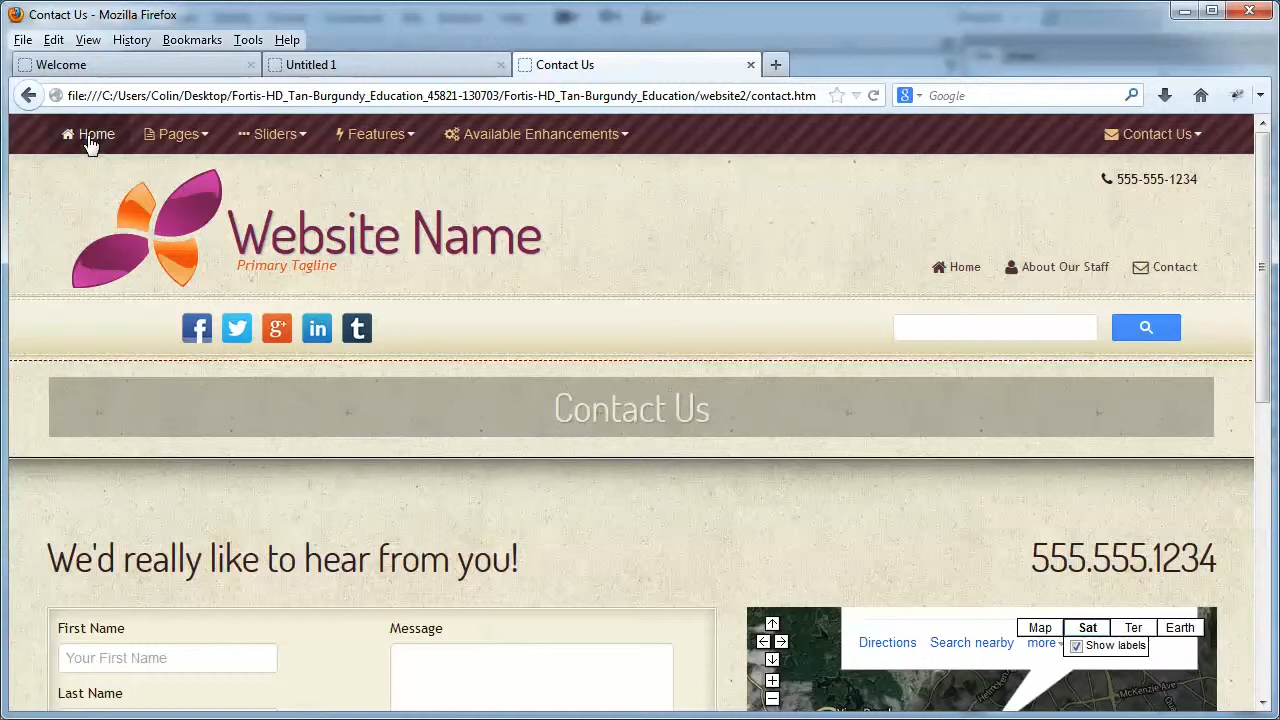 Contact Us - Mozilla Firefox
File Edit View History Bookmarks Tools Help
Welcome Untitled 1 Contact Us
file:///C:/Users/Colin/Desktop/Fortis-HD_Tan-Burgundy_Education_45821-130703/Fortis-HD_Tan-Burgundy_Education/website2/contact.htm Google
Home Pages Sliders Features Available Enhancements Contact Us
555-555-1234
Website Name
Primary Tagline
Home About Our Staff Contact
Contact Us
We'd really like to hear from you! 555.555.1234
First Name Message
Your First Name
Last Name
Map Sat Ter Earth
Directions Search nearby more Show labels
McKenzie Ave